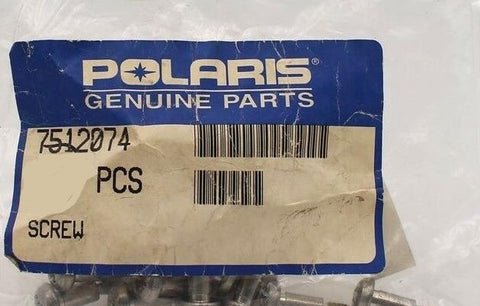 POLARIS®
GENUINE PARTS
7512074
PCS
SCREW